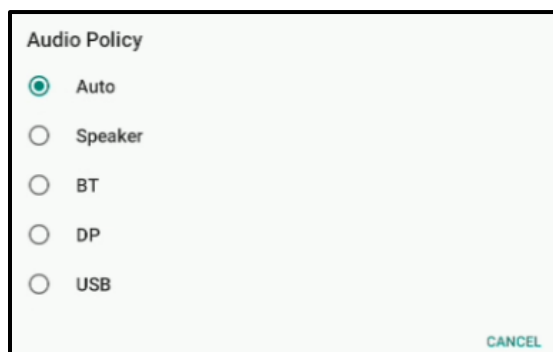 Audio Policy
Auto
Speaker
BT
DP
USB
CANCEL